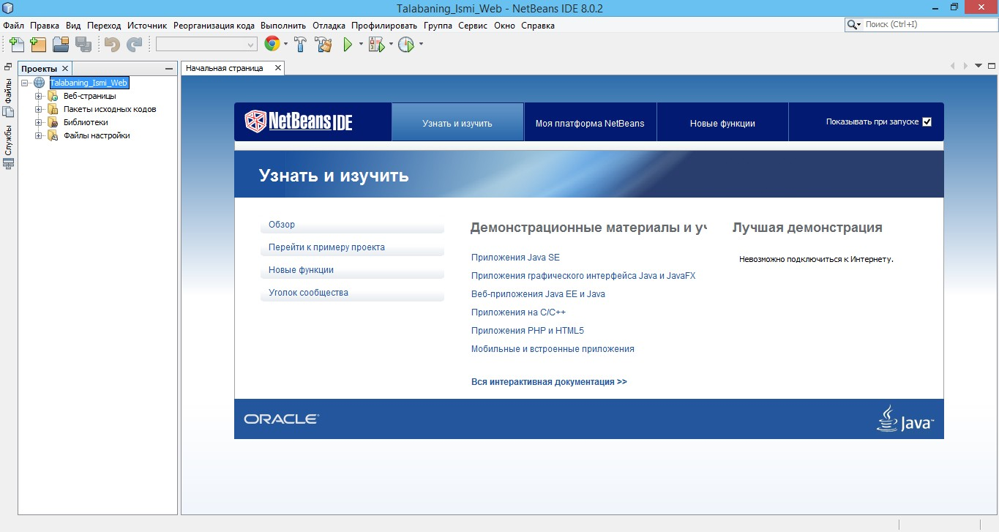 Talabaning_Ismi_Web - NetBeans IDE 8.0.2
Файл Правка Вид Переход Источник Реорганизация кода Выполнить Отладка Профилировать Группа Сервис Окно Справка
Поиск (Ctrl+I)
Проекты
Начальная страница
Файлы
Службы
Talabaning_Ismi_Web
Веб-страницы
Пакеты исходных кодов
Библиотеки
Файлы настройки
NetBeans IDE
Узнать и изучить
Моя платформа NetBeans
Новые функции
Показывать при запуске
Узнать и изучить
Обзор
Перейти к примеру проекта
Новые функции
Уголок сообщества
Демонстрационные материалы и уч
Приложения Java SE
Приложения графического интерфейса Java и JavaFX
Веб-приложения Java EE и Java
Приложения на C/C++
Приложения PHP и HTML5
Мобильные и встроенные приложения
Вся интерактивная документация >>
Лучшая демонстрация
Невозможно подключиться к Интернету.
ORACLE
Java